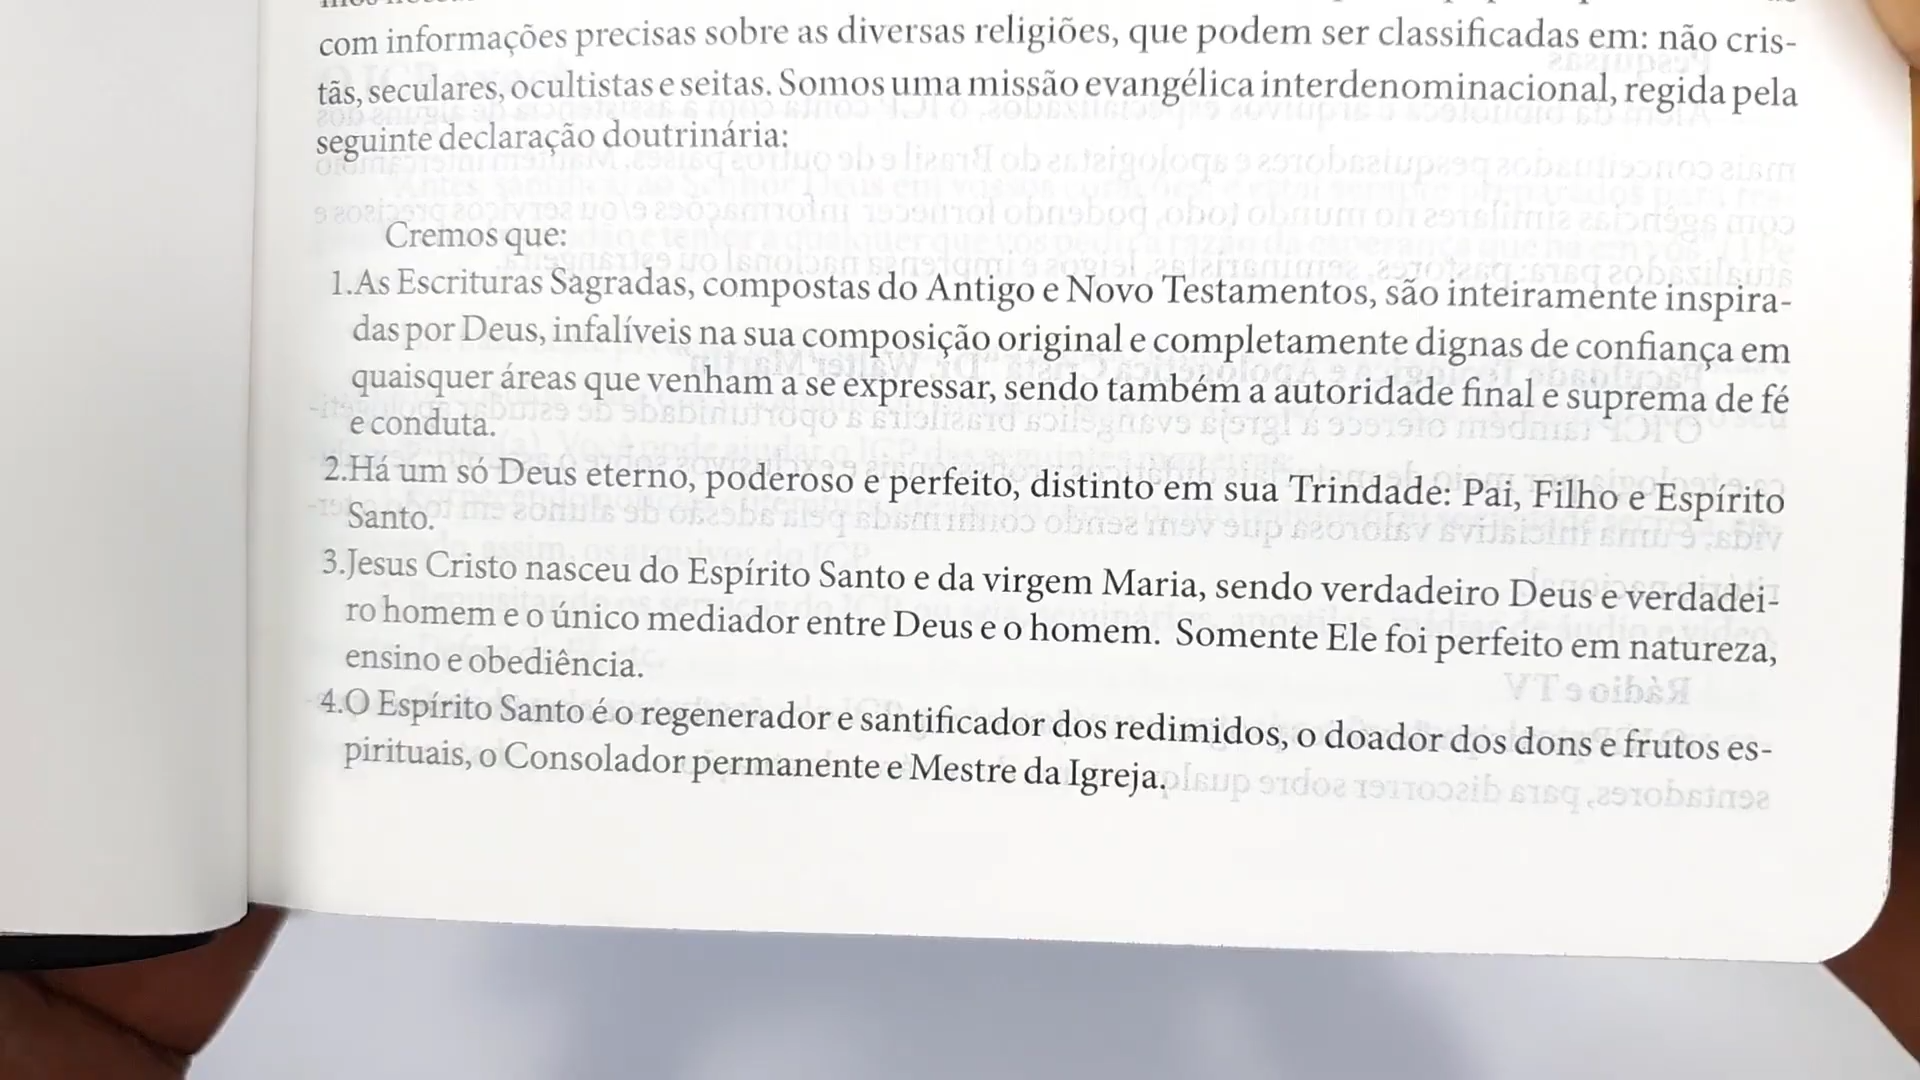 com informações precisas sobre as diversas religiões, que podem ser classificadas em: não cris-
tãs, seculares, ocultistas e seitas. Somos uma missão evangélica interdenominacional, regida pela
seguinte declaração doutrinária:
Cremos que:
1.As Escrituras Sagradas, compostas do Antigo e Novo Testamentos, são inteiramente inspira-
das por Deus, infalíveis na sua composição original e completamente dignas de confiança em
quaisquer áreas que venham a se expressar, sendo também a autoridade final e suprema de fé
e conduta.
2.Há um só Deus eterno, poderoso e perfeito, distinto em sua Trindade: Pai, Filho e Espírito
Santo.
3.Jesus Cristo nasceu do Espírito Santo e da virgem Maria, sendo verdadeiro Deus e verdadei-
ro homem e o único mediador entre Deus e o homem. Somente Ele foi perfeito em natureza,
ensino e obediência.
4.O Espírito Santo é o regenerador e santificador dos redimidos, o doador dos dons e frutos es-
pirituais, o Consolador permanente e Mestre da Igreja.